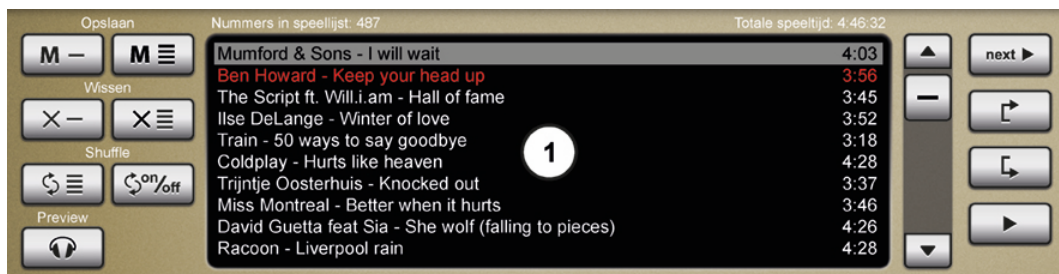 Opslaan
Nummers in speellijst: 487
Totale speeltijd: 4:46:32
M
M
Wissen
Shuffle
on/off
Preview
Mumford & Sons - I will wait 4:03
Ben Howard - Keep your head up 3:56
The Script ft. Will.i.am - Hall of fame 3:45
Ilse DeLange - Winter of love 3:52
Train - 50 ways to say goodbye 3:18
Coldplay - Hurts like heaven 4:28
Trijntje Oosterhuis - Knocked out 3:37
Miss Montreal - Better when it hurts 3:46
David Guetta feat Sia - She wolf (falling to pieces) 4:26
Racoon - Liverpool rain 4:28
1
next